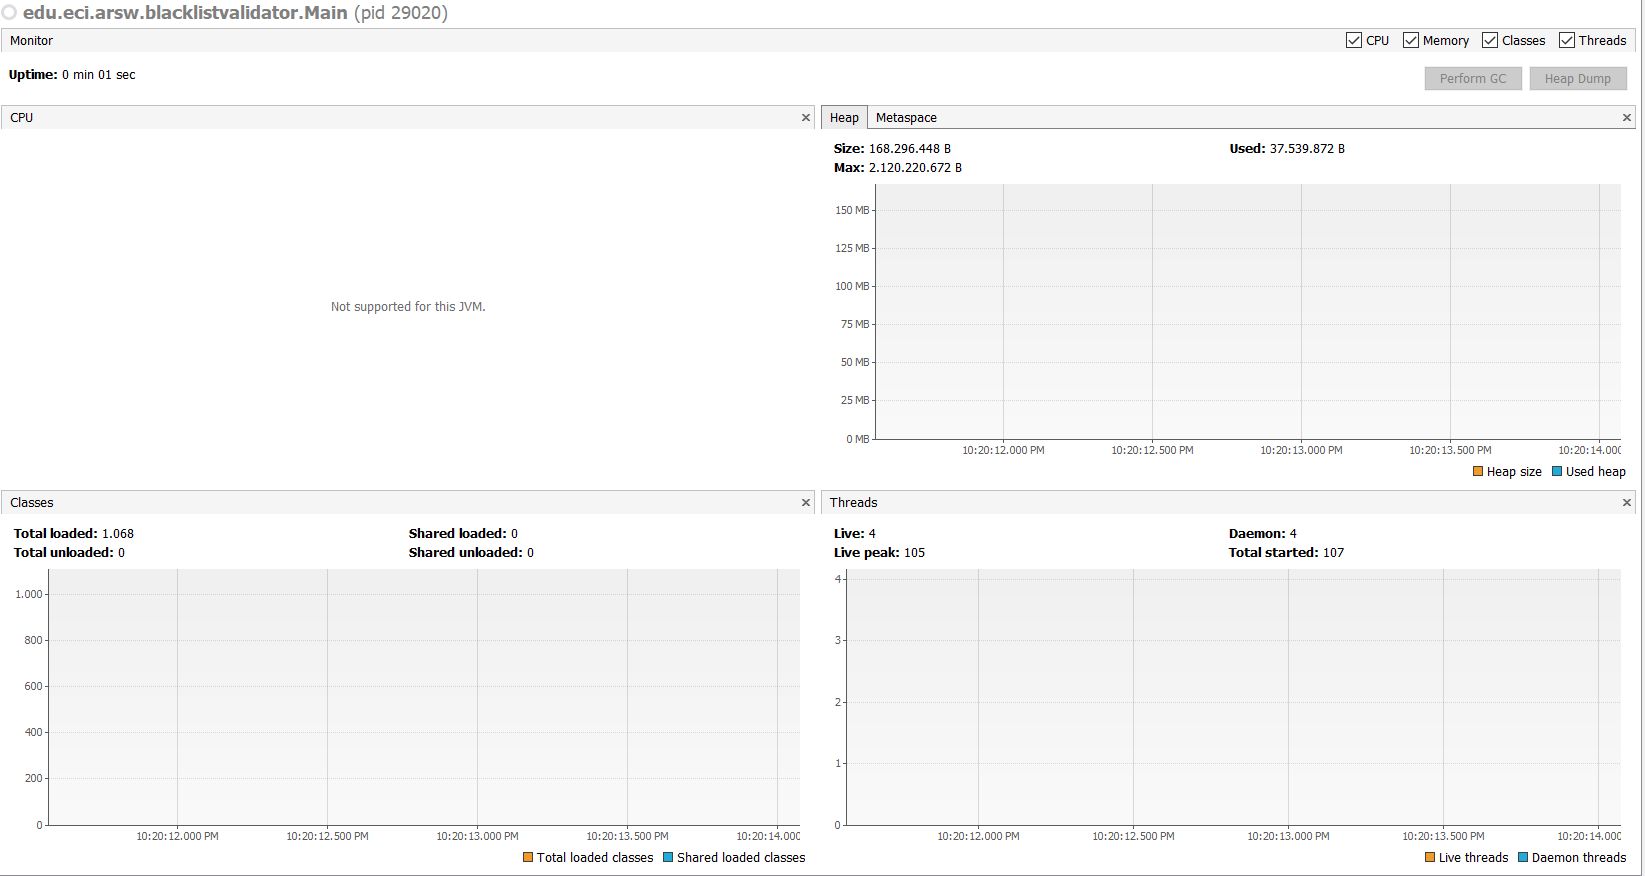 edu.eci.arsw.blacklistvalidator.Main (pid 29020)
Monitor
CPU Memory Classes Threads
Uptime: 0 min 01 sec
Perform GC Heap Dump
CPU
Not supported for this JVM.
Heap Metaspace
Size: 168.296.448 B Used: 37.539.872 B
Max: 2.120.220.672 B
150 MB
125 MB
100 MB
75 MB
50 MB
25 MB
0 MB
10:20:12.000 PM 10:20:12.500 PM 10:20:13.000 PM 10:20:13.500 PM 10:20:14.000
Heap size Used heap
Classes
Total loaded: 1.068 Shared loaded: 0
Total unloaded: 0 Shared unloaded: 0
1.000
800
600
400
200
0
10:20:12.000 PM 10:20:12.500 PM 10:20:13.000 PM 10:20:13.500 PM 10:20:14.000
Total loaded classes Shared loaded classes
Threads
Live: 4 Daemon: 4
Live peak: 105 Total started: 107
4
3
2
1
0
10:20:12.000 PM 10:20:12.500 PM 10:20:13.000 PM 10:20:13.500 PM 10:20:14.000
Live threads Daemon threads